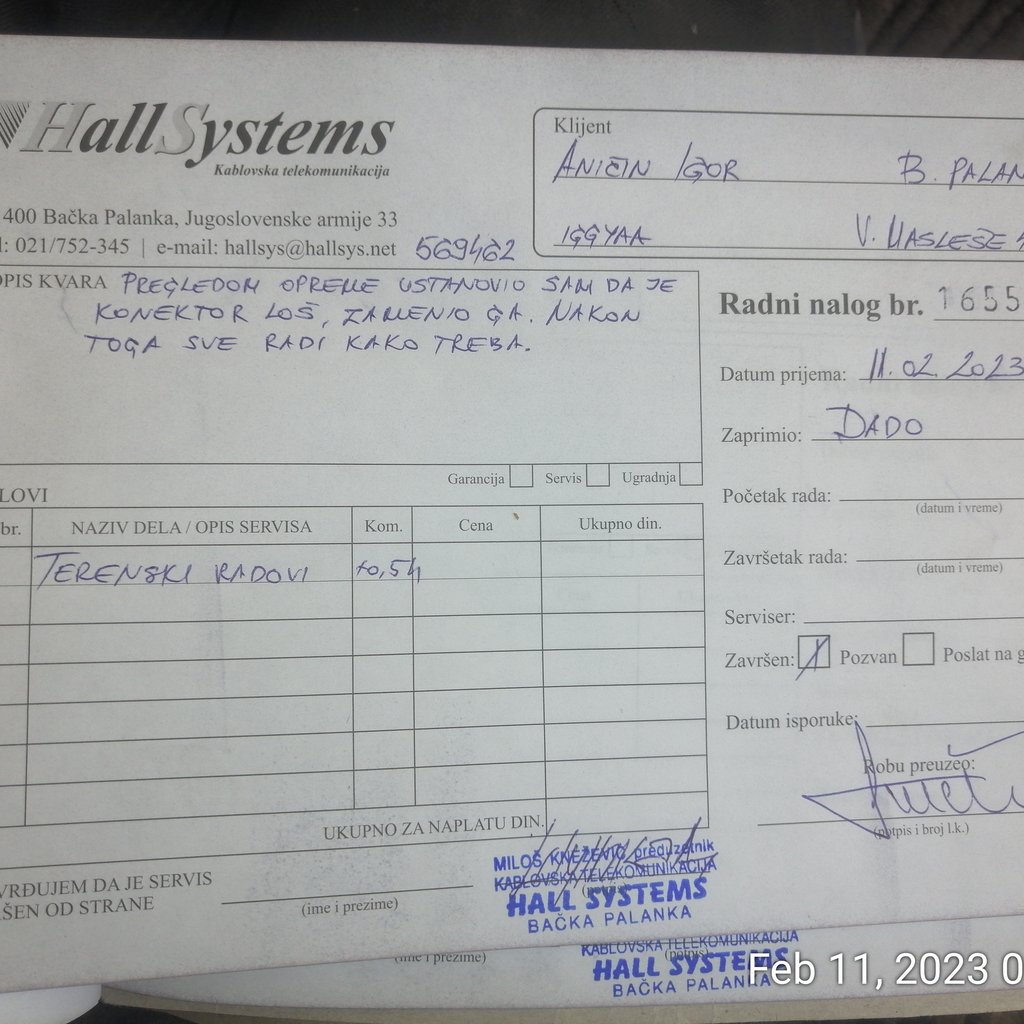 HallSystems
Kablovska telekomunikacija
400 Bačka Palanka, Jugoslovenske armije 33
l: 021/752-345 | e-mail: hallsys@hallsys.net 569462
Klijent
ANIČIN IGOR B. PALAN
IGGYAA V. MASLEŠE
OPIS KVARA PREGLEDOM OPREME USTANOVIO SAM DA JE
KONEKTOR LOŠ, ZAMENIO GA. NAKON
TOGA SVE RADI KAKO TREBA.
Garancija Servis Ugradnja
Radni nalog br. 1655
Datum prijema: 11.02.2023
Zaprimio: DADO
Početak rada:
(datum i vreme)
Završetak rada:
(datum i vreme)
Serviser:
Završen: Pozvan Poslat na g
Datum isporuke:
Robu preuzeo:
(potpis i broj l.k.)
LOVI
br. NAZIV DELA / OPIS SERVISA Kom. Cena Ukupno din.
TERENSKI RADOVI 0,5h
UKUPNO ZA NAPLATU DIN.
VRĐUJEM DA JE SERVIS
ŠEN OD STRANE
(ime i prezime)
(potpis)
MILOŠ KNEŽEVIĆ preduzetnik
KABLOVSKA TELEKOMUNIKACIJA
HALL SYSTEMS
BAČKA PALANKA
(ime i prezime)
(potpis)
KABLOVSKA TELEKOMUNIKACIJA
HALL SYSTEMS
BAČKA PALANKA
Feb 11, 2023 0